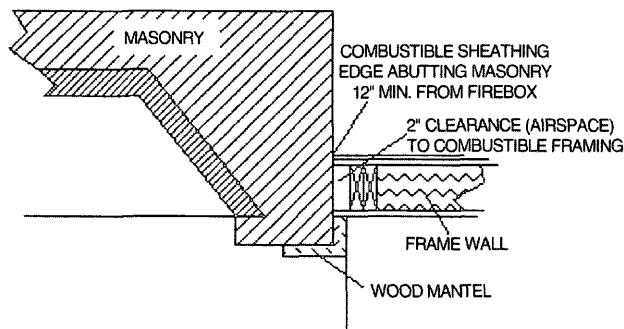 MASONRY
COMBUSTIBLE SHEATHING
EDGE ABUTTING MASONRY
12" MIN. FROM FIREBOX
2" CLEARANCE (AIRSPACE)
TO COMBUSTIBLE FRAMING
FRAME WALL
WOOD MANTEL